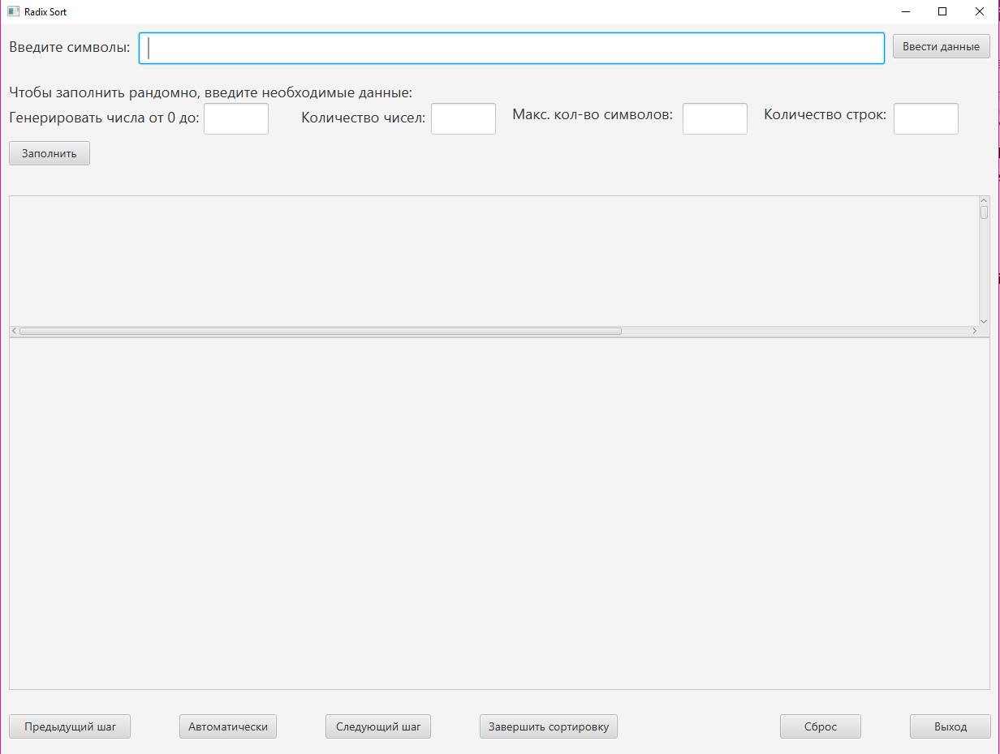 Radix Sort
Введите символы:
Ввести данные
Чтобы заполнить рандомно, введите необходимые данные:
Генерировать числа от 0 до:
Количество чисел:
Макс. кол-во символов:
Количество строк:
Заполнить
Предыдущий шаг
Автоматически
Следующий шаг
Завершить сортировку
Сброс
Выход